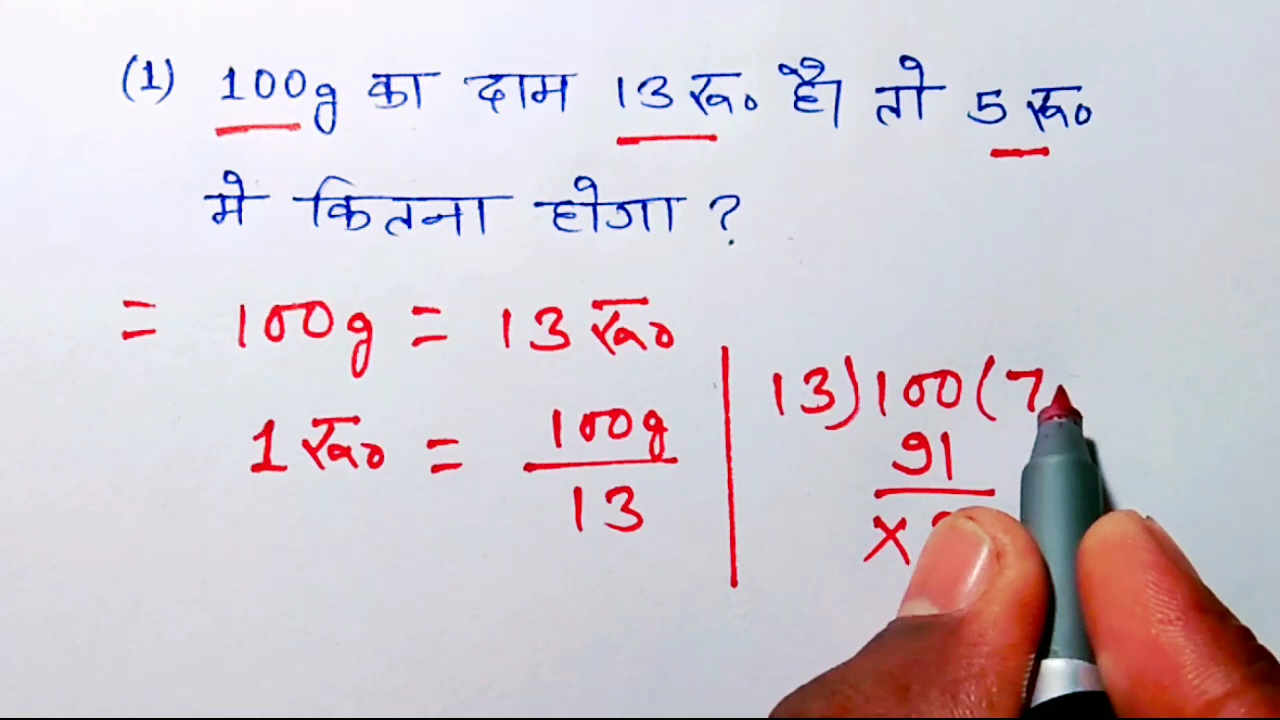 (1) 100g का दाम 13 रू० है। तो 5 रू०
मे कितना होगा ?
= 100g = 13 रू०
1 रू० = 100g
13
13)100(7.
91
×